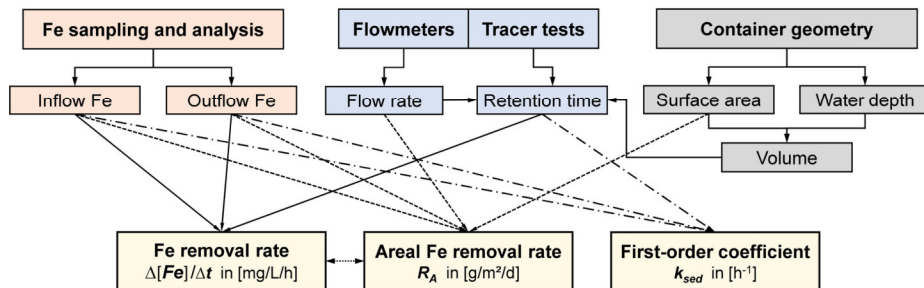 Fe sampling and analysis
Flowmeters
Tracer tests
Container geometry
Inflow Fe
Outflow Fe
Flow rate
Retention time
Surface area
Water depth
Volume
Fe removal rate
Δ[Fe]/Δt in [mg/L/h]
Areal Fe removal rate
R_A in [g/m²/d]
First-order coefficient
k_sed in [h⁻¹]